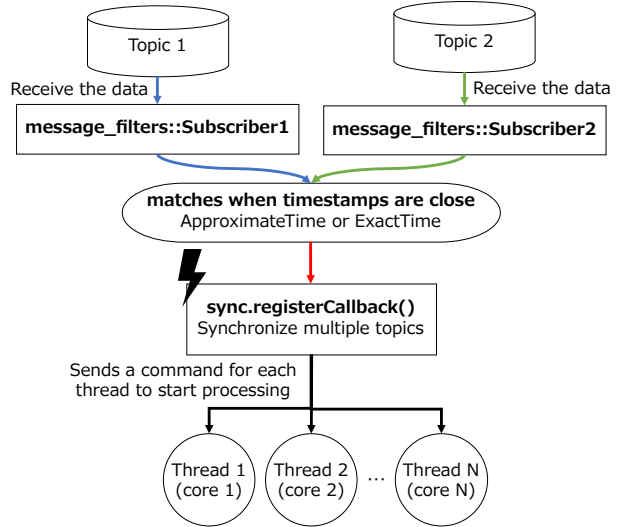 Topic 1
Topic 2
Receive the data
Receive the data
message_filters::Subscriber1
message_filters::Subscriber2
matches when timestamps are close
ApproximateTime or ExactTime
sync.registerCallback()
Synchronize multiple topics
Sends a command for each
thread to start processing
Thread 1
(core 1)
Thread 2
(core 2)
…
Thread N
(core N)